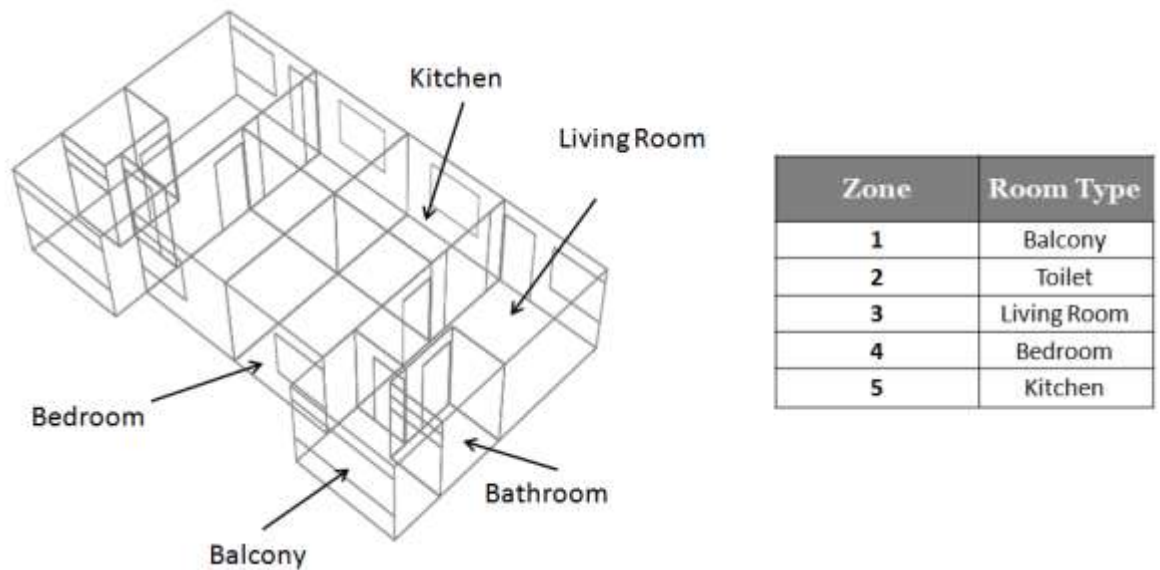 Kitchen
Living Room
Bedroom
Bathroom
Balcony
Zone Room Type
1 Balcony
2 Toilet
3 Living Room
4 Bedroom
5 Kitchen